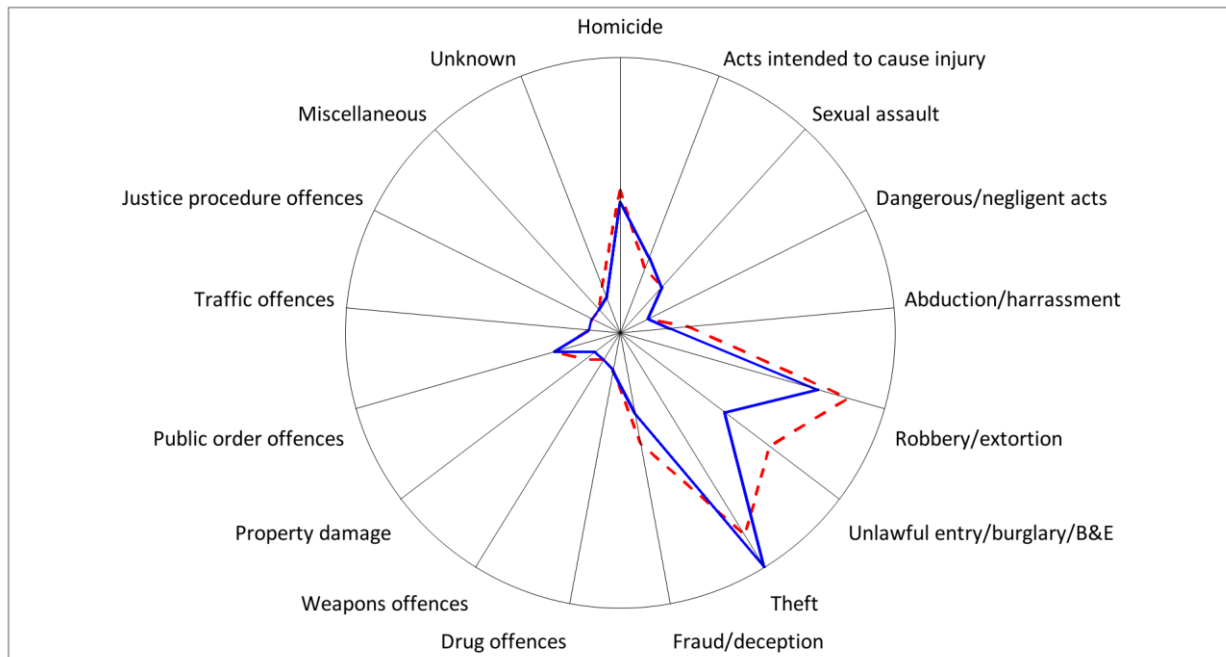 Homicide
Acts intended to cause injury
Sexual assault
Dangerous/negligent acts
Abduction/harrassment
Robbery/extortion
Unlawful entry/burglary/B&E
Theft
Fraud/deception
Drug offences
Weapons offences
Property damage
Public order offences
Traffic offences
Justice procedure offences
Miscellaneous
Unknown